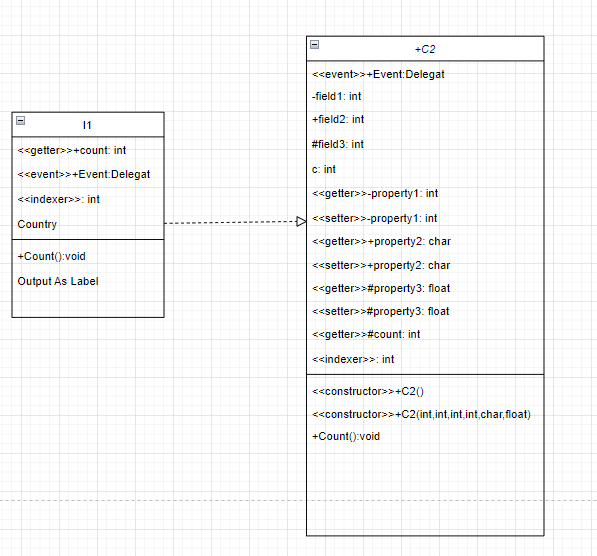 I1
<<getter>>+count: int
<<event>>+Event:Delegat
<<indexer>>: int
Country
+Count():void
Output As Label
+C2
<<event>>+Event:Delegat
-field1: int
+field2: int
#field3: int
c: int
<<getter>>-property1: int
<<setter>>-property1: int
<<getter>>+property2: char
<<setter>>+property2: char
<<getter>>#property3: float
<<setter>>#property3: float
<<getter>>#count: int
<<indexer>>: int
<<constructor>>+C2()
<<constructor>>+C2(int,int,int,int,char,float)
+Count():void